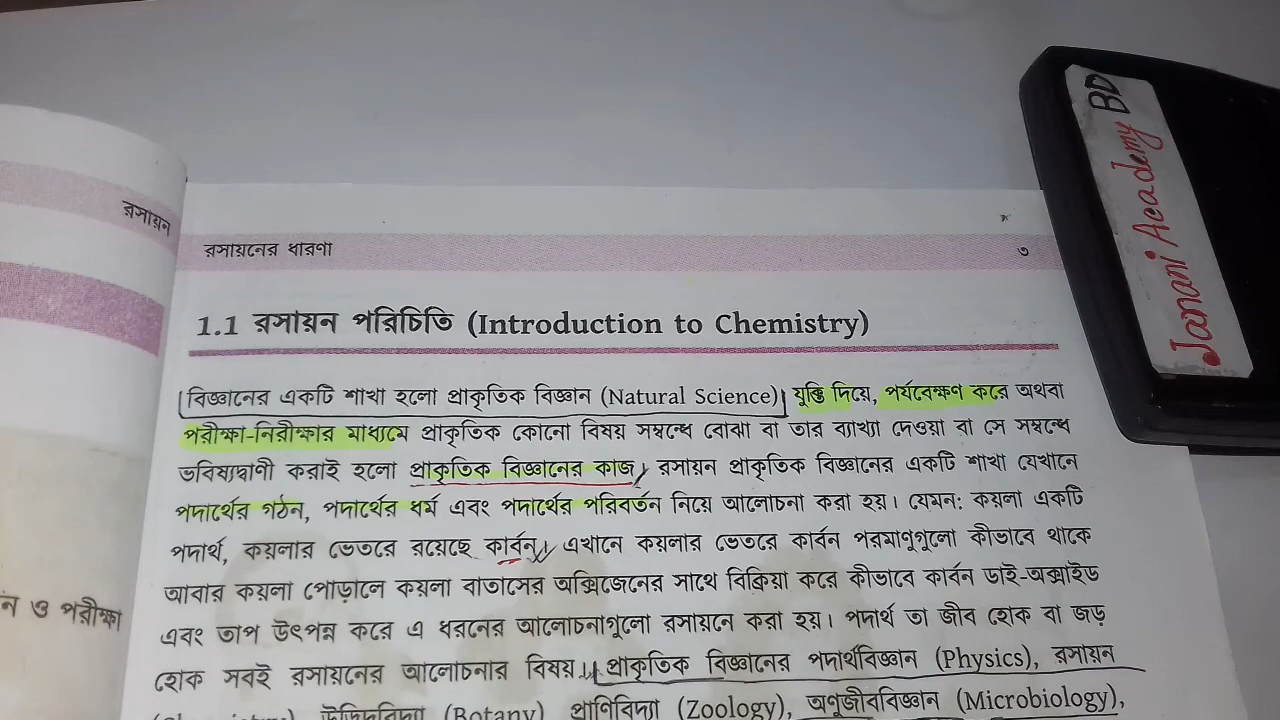 রসায়ন
ন ও পরীক্ষা
রসায়নের ধারণা
৩
1.1 রসায়ন পরিচিতি (Introduction to Chemistry)
বিজ্ঞানের একটি শাখা হলো প্রাকৃতিক বিজ্ঞান (Natural Science) যুক্তি দিয়ে, পর্যবেক্ষণ করে অথবা
পরীক্ষা-নিরীক্ষার মাধ্যমে প্রাকৃতিক কোনো বিষয় সম্বন্ধে বোঝা বা তার ব্যাখ্যা দেওয়া বা সে সম্বন্ধে
ভবিষ্যদ্বাণী করাই হলো প্রাকৃতিক বিজ্ঞানের কাজ। রসায়ন প্রাকৃতিক বিজ্ঞানের একটি শাখা যেখানে
পদার্থের গঠন, পদার্থের ধর্ম এবং পদার্থের পরিবর্তন নিয়ে আলোচনা করা হয়। যেমন: কয়লা একটি
পদার্থ, কয়লার ভেতরে রয়েছে কার্বন। এখানে কয়লার ভেতরে কার্বন পরমাণুগুলো কীভাবে থাকে
আবার কয়লা পোড়ালে কয়লা বাতাসের অক্সিজেনের সাথে বিক্রিয়া করে কীভাবে কার্বন ডাই-অক্সাইড
এবং তাপ উৎপন্ন করে এ ধরনের আলোচনাগুলো রসায়নে করা হয়। পদার্থ তা জীব হোক বা জড়
হোক সবই রসায়নের আলোচনার বিষয়। প্রাকৃতিক বিজ্ঞানের পদার্থবিজ্ঞান (Physics), রসায়ন
উদ্ভিদবিদ্যা (Botany) প্রাণিবিদ্যা (Zoology), অণুজীববিজ্ঞান (Microbiology),
Janani Academy BD